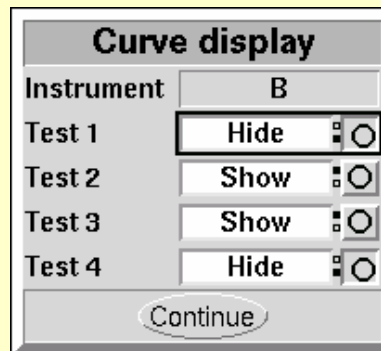 Curve display
Instrument B
Test 1 Hide
Test 2 Show
Test 3 Show
Test 4 Hide
Continue